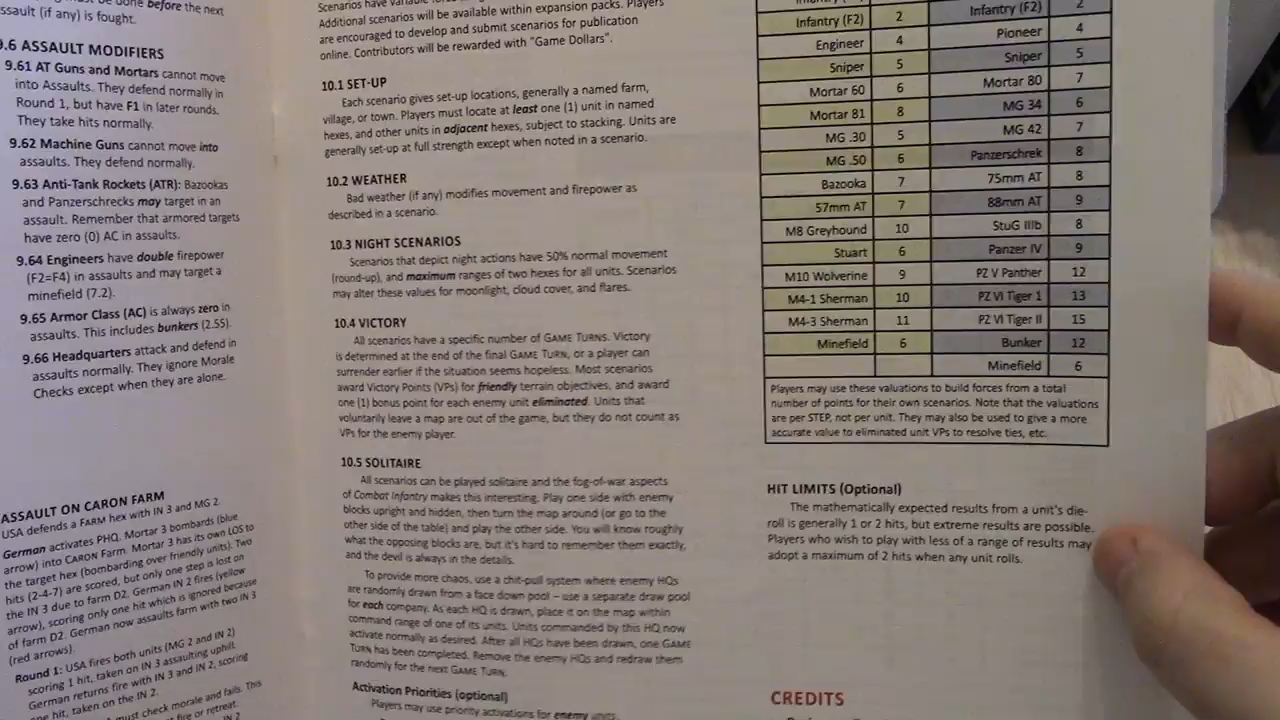 be done before the next
ssault (if any) is fought.
9.6 ASSAULT MODIFIERS
9.61 AT Guns and Mortars cannot move
into Assaults. They defend normally in
Round 1, but have F1 in later rounds.
They take hits normally.
9.62 Machine Guns cannot move into
assaults. They defend normally.
9.63 Anti-Tank Rockets (ATR): Bazookas
and Panzerschrecks may target in an
assault. Remember that armored targets
have zero (0) AC in assaults.
9.64 Engineers have double firepower
(F2=F4) in assaults and may target a
minefield (7.2).
9.65 Armor Class (AC) is always zero in
assaults. This includes bunkers (2.55).
9.66 Headquarters attack and defend in
assaults normally. They ignore Morale
Checks except when they are alone.
ASSAULT ON CARON FARM
USA defends a FARM hex with IN 3 and MG 2.
German activates PHQ. Mortar 3 bombards (blue
arrow) into CARON Farm. Mortar 3 has its own LOS to
the target hex (bombarding over friendly units). Two
hits (2-4-7) are scored, but only one step is lost on
the IN 3 due to farm D2. German IN 2 fires (yellow
arrow), scoring only one hit which is ignored because
of farm D2. German now assaults farm with two IN 3
(red arrows).
Round 1: USA fires both units (MG 2 and IN 2)
scoring 1 hit, taken on IN 3 assaulting uphill.
German returns fire with IN 3 and IN 2, scoring
one hit, taken on the IN 2.
must check morale and fails. This
fire or retreat.
IN 2
Scenarios have variable
Additional scenarios will be available within expansion packs. Players
are encouraged to develop and submit scenarios for publication
online. Contributors will be rewarded with "Game Dollars".
10.1 SET-UP
Each scenario gives set-up locations, generally a named farm,
village, or town. Players must locate at least one (1) unit in named
hexes, and other units in adjacent hexes, subject to stacking. Units are
generally set-up at full strength except when noted in a scenario.
10.2 WEATHER
Bad weather (if any) modifies movement and firepower as
described in a scenario.
10.3 NIGHT SCENARIOS
Scenarios that depict night actions have 50% normal movement
(round-up), and maximum ranges of two hexes for all units. Scenarios
may alter these values for moonlight, cloud cover, and flares.
10.4 VICTORY
All scenarios have a specific number of GAME TURNS. Victory
is determined at the end of the final GAME TURN, or a player can
surrender earlier if the situation seems hopeless. Most scenarios
award Victory Points (VPs) for friendly terrain objectives, and award
one (1) bonus point for each enemy unit eliminated. Units that
voluntarily leave a map are out of the game, but they do not count as
VPs for the enemy player.
10.5 SOLITAIRE
All scenarios can be played solitaire and the fog-of-war aspects
of Combat Infantry makes this interesting. Play one side with enemy
blocks upright and hidden, then turn the map around (or go to the
other side of the table) and play the other side. You will know roughly
what the opposing blocks are, but it's hard to remember them exactly,
and the devil is always in the details.
To provide more chaos, use a chit-pull system where enemy HQs
are randomly drawn from a face down pool – use a separate draw pool
for each company. As each HQ is drawn, place it on the map within
command range of one of its units. Units commanded by this HQ now
activate normally as desired. After all HQs have been drawn, one GAME
TURN has been completed. Remove the enemy HQs and redraw them
randomly for the next GAME TURN.
Activation Priorities (optional)
Players may use priority activations for enemy units.
Infantry (F2) 2 Infantry (F2) 2
Engineer 4 Pioneer 4
Sniper 5 Sniper 5
Mortar 60 6 Mortar 80 7
Mortar 81 8 MG 34 6
MG .30 5 MG 42 7
MG .50 6 Panzerschrek 8
Bazooka 7 75mm AT 8
57mm AT 7 88mm AT 9
M8 Greyhound 10 StuG IIIb 8
Stuart 6 Panzer IV 9
M10 Wolverine 9 PZ V Panther 12
M4-1 Sherman 10 PZ VI Tiger 1 13
M4-3 Sherman 11 PZ VI Tiger II 15
Minefield 6 Bunker 12
Minefield 6
Players may use these valuations to build forces from a total
number of points for their own scenarios. Note that the valuations
are per STEP, not per unit. They may also be used to give a more
accurate value to eliminated unit VPs to resolve ties, etc.
HIT LIMITS (Optional)
The mathematically expected results from a unit's die-
roll is generally 1 or 2 hits, but extreme results are possible.
Players who wish to play with less of a range of results may
adopt a maximum of 2 hits when any unit rolls.
CREDITS